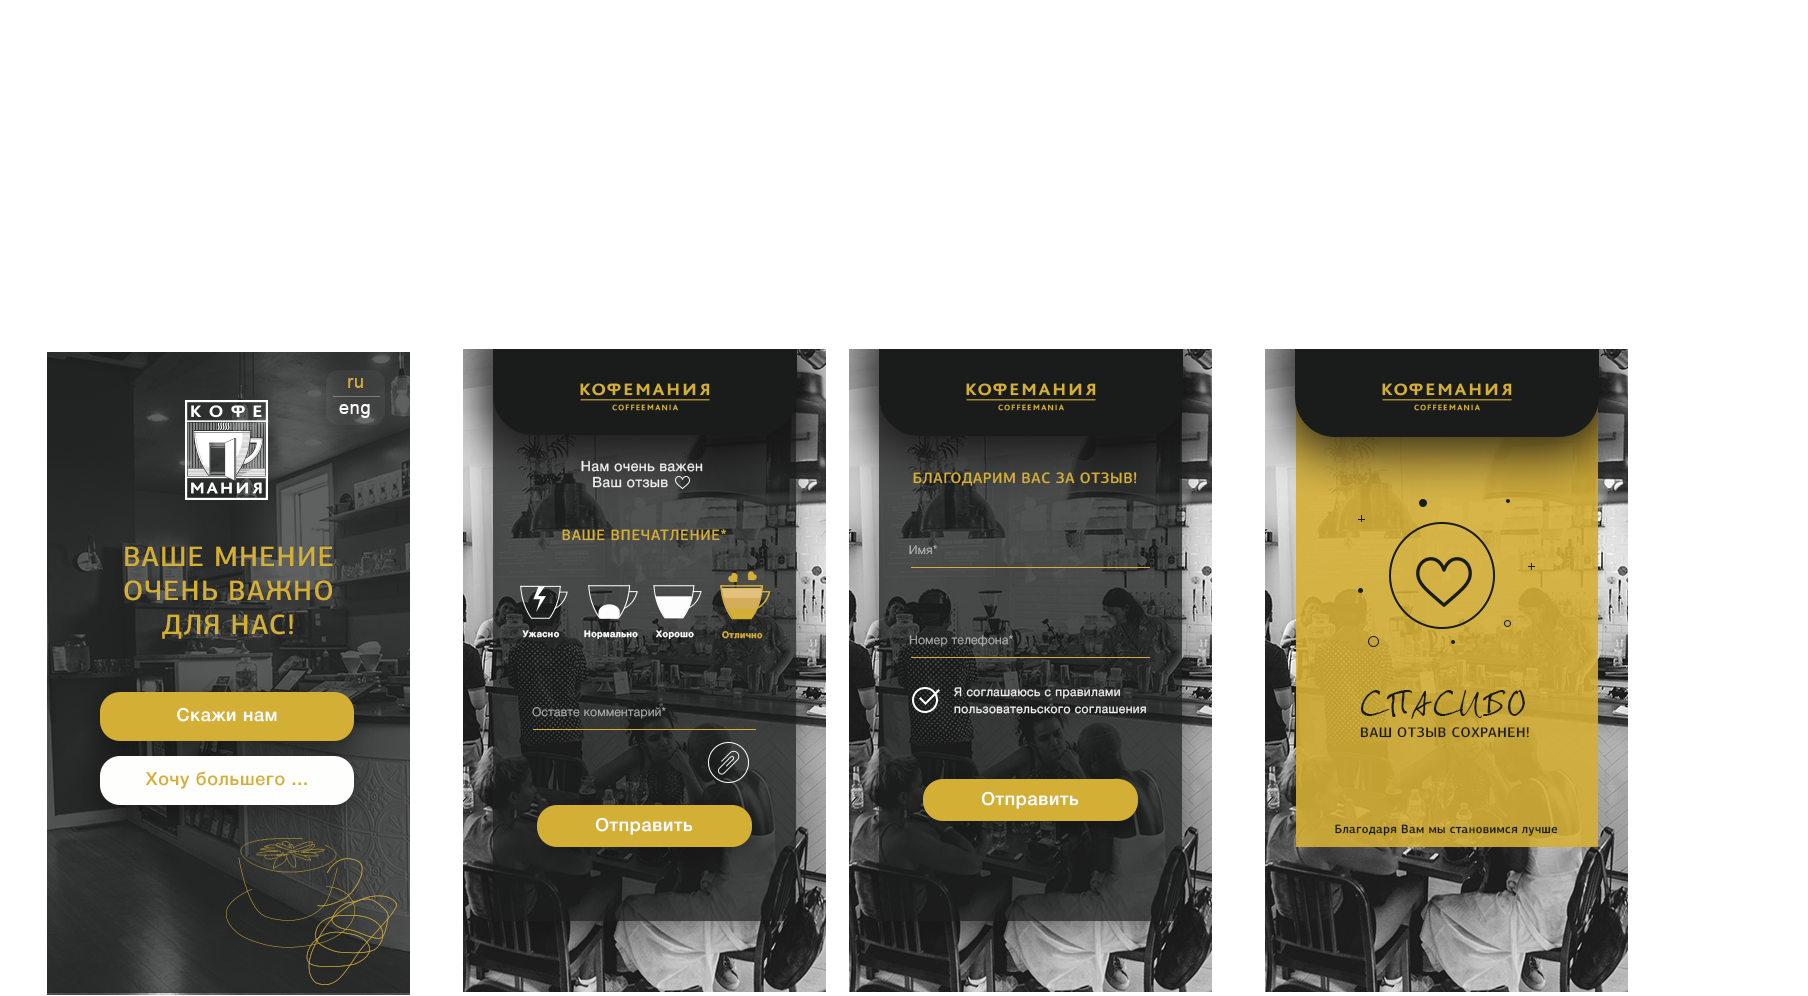 ru
eng
КОФЕ
МАНИЯ
ВАШЕ МНЕНИЕ
ОЧЕНЬ ВАЖНО
ДЛЯ НАС!
Скажи нам
Хочу большего ...
КОФЕМАНИЯ
COFFEEMANIA
Нам очень важен
Ваш отзыв
ВАШЕ ВПЕЧАТЛЕНИЕ*
Ужасно Нормально Хорошо Отлично
Оставте комментарий*
Отправить
КОФЕМАНИЯ
COFFEEMANIA
БЛАГОДАРИМ ВАС ЗА ОТЗЫВ!
Имя*
Номер телефона*
Я соглашаюсь с правилами
пользовательского соглашения
Отправить
КОФЕМАНИЯ
COFFEEMANIA
СПАСИБО
ВАШ ОТЗЫВ СОХРАНЕН!
Благодаря Вам мы становимся лучше